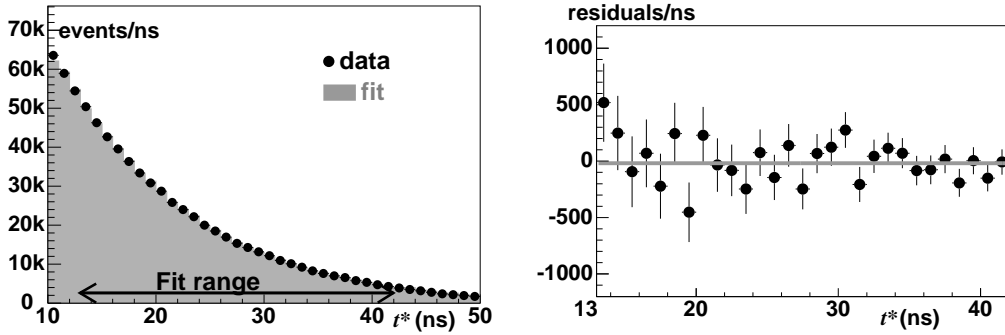 events/ns
70k
60k
50k
40k
30k
20k
10k
0
data
fit
Fit range
10 20 30 40 50
t* (ns)
residuals/ns
1000
500
0
-500
-1000
13 20 30 40
t* (ns)